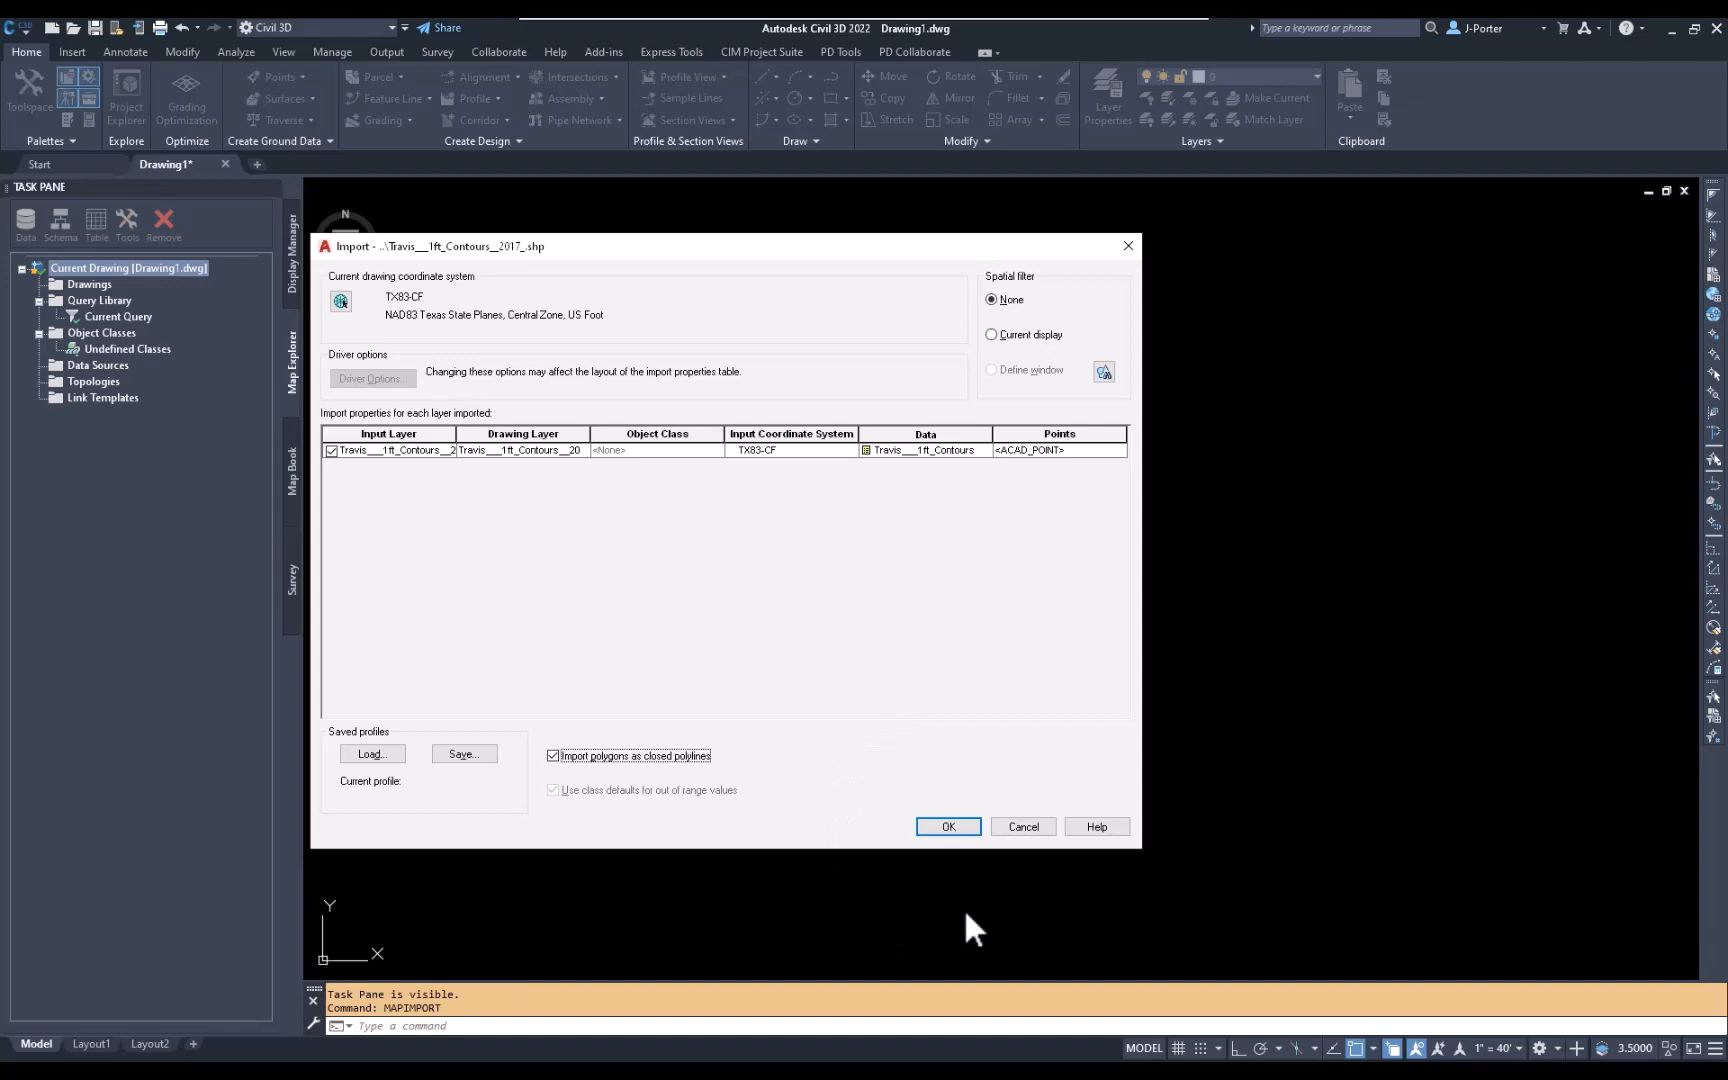 C3D
Civil 3D
Share
Autodesk Civil 3D 2022 Drawing1.dwg
Type a keyword or phrase
J-Porter
Home Insert Annotate Modify Analyze View Manage Output Survey Collaborate Help Add-ins Express Tools CIM Project Suite PD Tools PD Collaborate
Toolspace
Project Explorer
Grading Optimization
Points
Surfaces
Traverse
Parcel
Feature Line
Grading
Alignment
Profile
Corridor
Intersections
Assembly
Pipe Network
Profile View
Sample Lines
Section Views
Move
Copy
Stretch
Rotate
Mirror
Scale
Trim
Fillet
Array
Layer Properties
0
Make Current
Match Layer
Paste
Palettes Explore Optimize Create Ground Data Create Design Profile & Section Views Draw Modify Layers Clipboard
Start Drawing1*
TASK PANE
Data Schema Table Tools Remove
Current Drawing [Drawing1.dwg]
Drawings
Query Library
Current Query
Object Classes
Undefined Classes
Data Sources
Topologies
Link Templates
Display Manager
Map Explorer
Map Book
Survey
N
Import - ..\Travis___1ft_Contours__2017_.shp
Current drawing coordinate system
TX83-CF
NAD83 Texas State Planes, Central Zone, US Foot
Spatial filter
None
Current display
Define window
Driver options
Driver Options...
Changing these options may affect the layout of the import properties table.
Import properties for each layer imported:
Input Layer Drawing Layer Object Class Input Coordinate System Data Points
Travis___1ft_Contours__2 Travis___1ft_Contours__20 <None> TX83-CF Travis___1ft_Contours <ACAD_POINT>
Saved profiles
Load... Save...
Current profile:
Import polygons as closed polylines
Use class defaults for out of range values
OK Cancel Help
Y
X
Task Pane is visible.
Command: MAPIMPORT
Type a command
Model Layout1 Layout2
MODEL
1" = 40'
3.5000